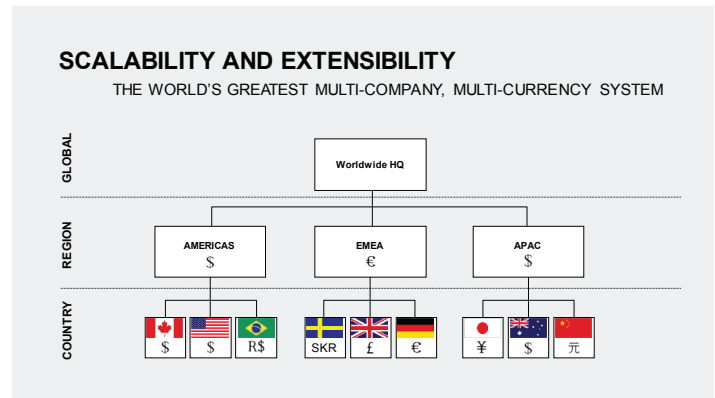 SCALABILITY AND EXTENSIBILITY
THE WORLD'S GREATEST MULTI-COMPANY, MULTI-CURRENCY SYSTEM
GLOBAL
Worldwide HQ
REGION
AMERICAS
$
EMEA
€
APAC
$
COUNTRY
$
$
R$
SKR
£
€
¥
$
元